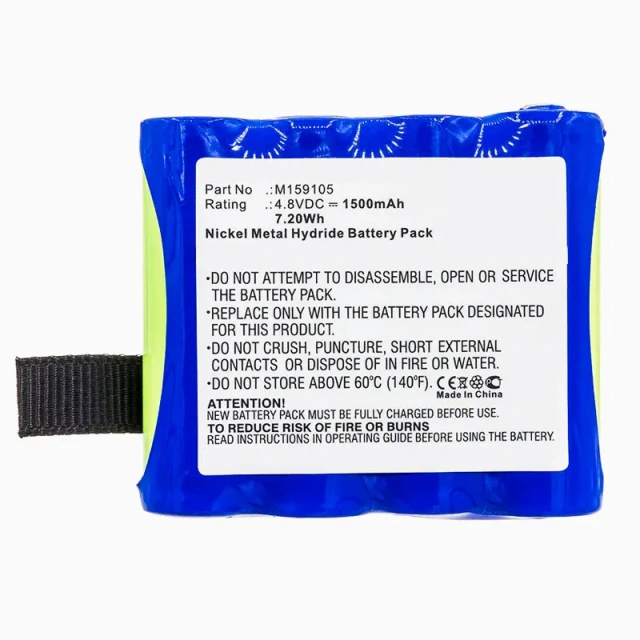 Part No .: M159105
Rating .: 4.8VDC ⎓ 1500mAh
7.20Wh
Nickel Metal Hydride Battery Pack
•DO NOT ATTEMPT TO DISASSEMBLE, OPEN OR SERVICE
THE BATTERY PACK.
•REPLACE ONLY WITH THE BATTERY PACK DESIGNATED
FOR THIS PRODUCT.
•DO NOT CRUSH, PUNCTURE, SHORT EXTERNAL
CONTACTS OR DISPOSE OF IN FIRE OR WATER.
•DO NOT STORE ABOVE 60°C (140°F). CE
Made In China
ATTENTION!
NEW BATTERY PACK MUST BE FULLY CHARGED BEFORE USE.
TO REDUCE RISK OF FIRE OR BURNS
READ INSTRUCTIONS IN OPERATING GUIDE BEFORE USING THE BATTERY.